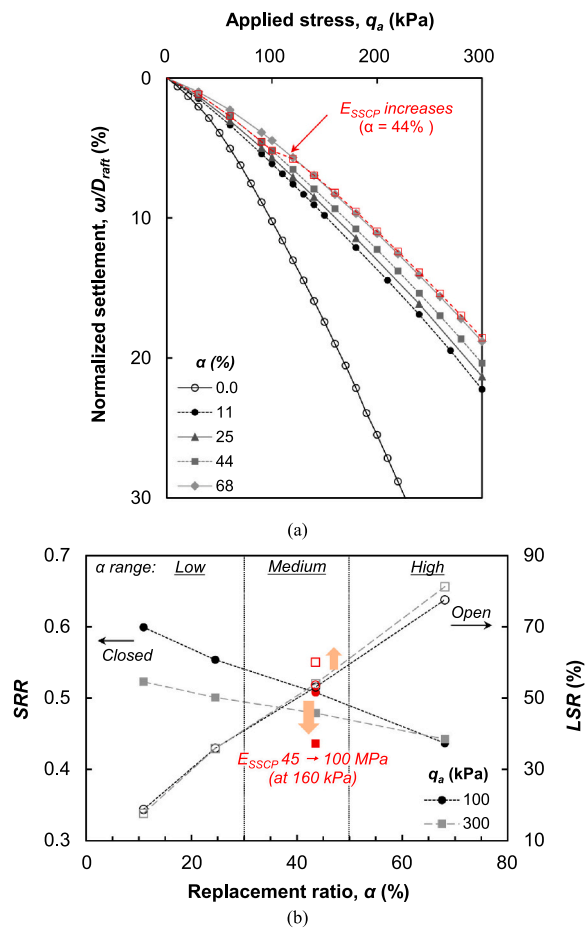 Applied stress, qa (kPa)
0 100 200 300
0
10
20
30
Normalized settlement, ω/Draft (%)
ESSCP increases
(α = 44% )
α (%)
0.0
11
25
44
68
(a)
0.7 90
α range: Low Medium High
0.6 70
Closed Open
0.5 50
0.4 30
0.3 10
SRR
LSR (%)
ESSCP 45 → 100 MPa
(at 160 kPa)
qa (kPa)
100
300
0 20 40 60 80
Replacement ratio, α (%)
(b)